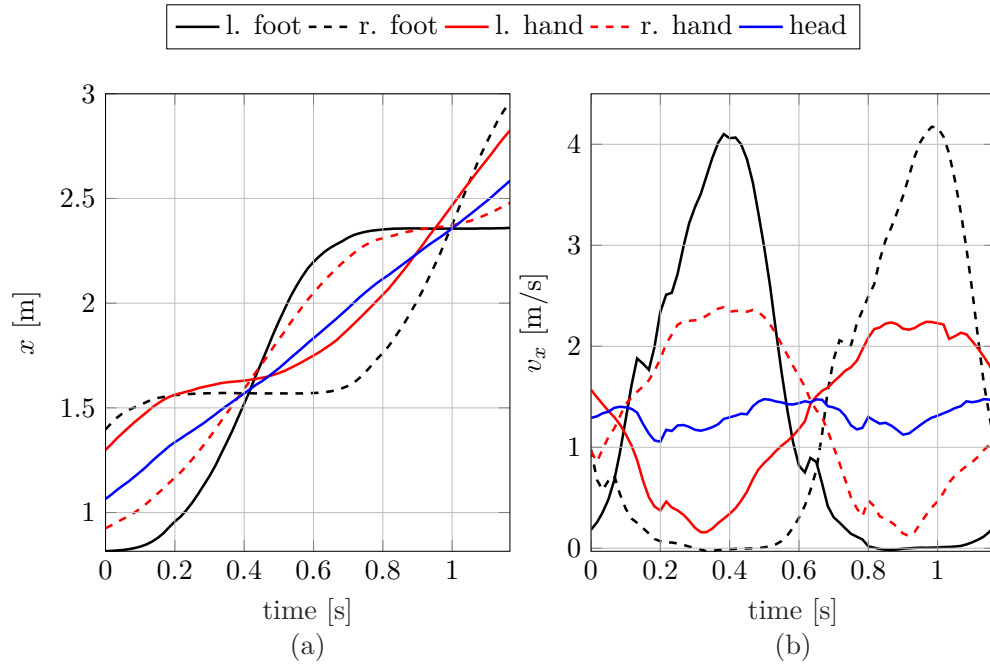 l. foot r. foot l. hand r. hand head
3
2.5
2
1.5
1
x [m]
0 0.2 0.4 0.6 0.8 1
time [s]
(a)
4
3
2
1
0
v_x [m/s]
0 0.2 0.4 0.6 0.8 1
time [s]
(b)